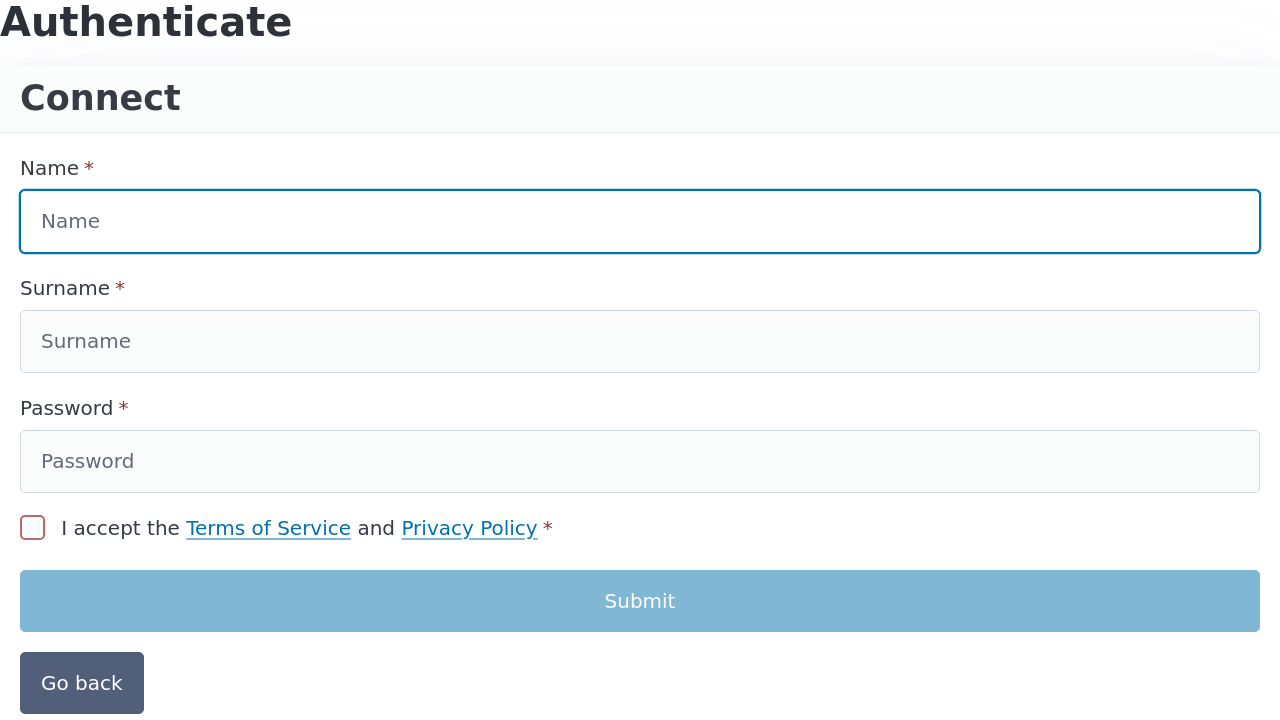 Authenticate
Connect
Name *
Name
Surname *
Surname
Password *
Password
I accept the Terms of Service and Privacy Policy *
Submit
Go back